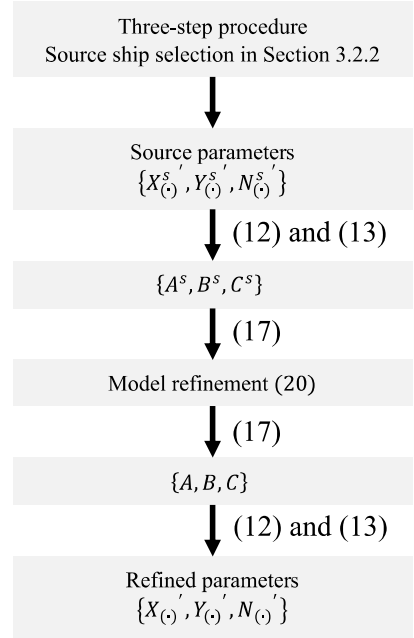 Three-step procedure
Source ship selection in Section 3.2.2
Source parameters
{X^s_(·)′, Y^s_(·)′, N^s_(·)′}
(12) and (13)
{A^s, B^s, C^s}
(17)
Model refinement (20)
(17)
{A, B, C}
(12) and (13)
Refined parameters
{X_(·)′, Y_(·)′, N_(·)′}